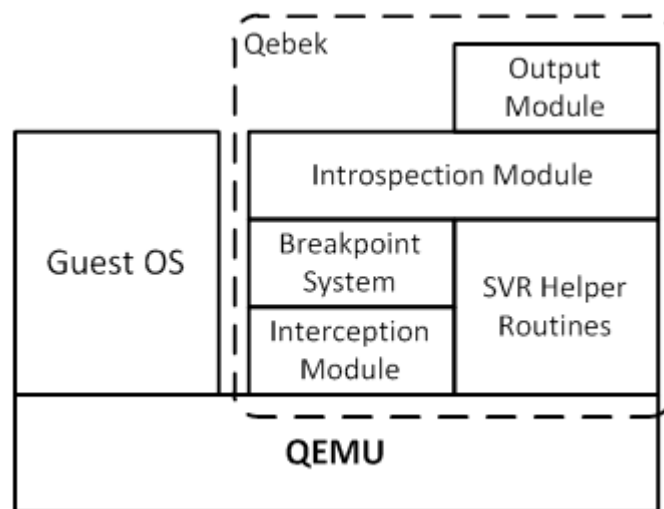 Qebek
Output
Module
Introspection Module
Guest OS
Breakpoint
System
SVR Helper
Routines
Interception
Module
QEMU